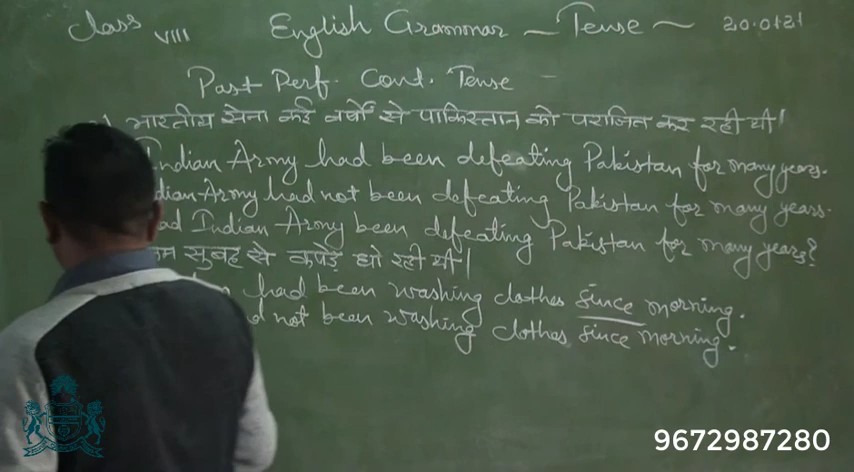 Class VIII English Grammar - Tense - 20.01.21
Past Perf. Cont. Tense -
भारतीय सेना कई वर्षों से पाकिस्तान को पराजित कर रही थी।
Indian Army had been defeating Pakistan for many years.
dian Army had not been defeating Pakistan for many years.
ad Indian Army been defeating Pakistan for many years?
सुबह से कपड़े धो रही थी।
had been washing clothes since morning.
d not been washing clothes since morning.
9672987280